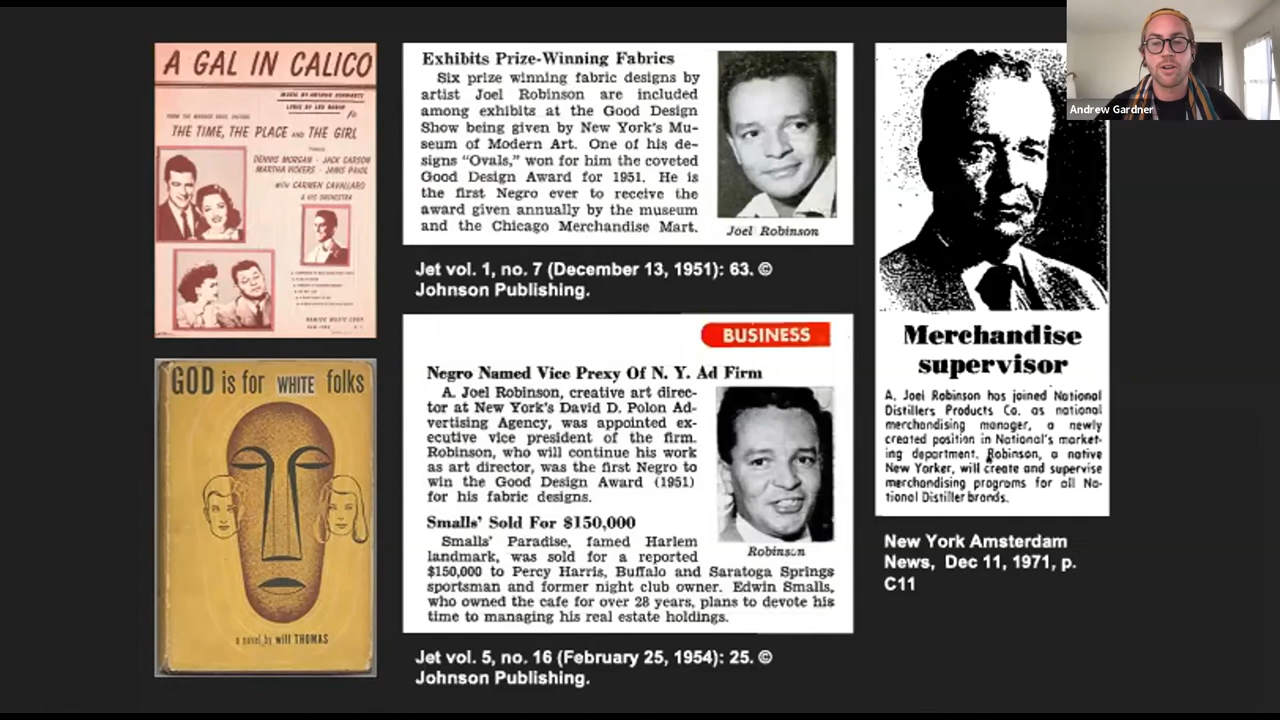 A GAL IN CALICO
MUSIC BY ARTHUR SCHWARTZ
LYRIC BY LEO ROBIN
FROM THE WARNER BROS. PICTURE
THE TIME, THE PLACE AND THE GIRL
DENNIS MORGAN · JACK CARSON
MARTHA VICKERS · JANIS PAIGE
with CARMEN CAVALLARO
& HIS ORCHESTRA
REMICK MUSIC CORP.
NEW YORK
GOD is for WHITE folks
a novel by will THOMAS
Exhibits Prize-Winning Fabrics
Six prize winning fabric designs by
artist Joel Robinson are included
among exhibits at the Good Design
Show being given by New York's Mu-
seum of Modern Art. One of his de-
signs "Ovals," won for him the coveted
Good Design Award for 1951. He is
the first Negro ever to receive the
award given annually by the museum
and the Chicago Merchandise Mart.
Joel Robinson
Jet vol. 1, no. 7 (December 13, 1951): 63. ©
Johnson Publishing.
BUSINESS
Negro Named Vice Prexy Of N. Y. Ad Firm
A. Joel Robinson, creative art direc-
tor at New York's David D. Polon Ad-
vertising Agency, was appointed ex-
ecutive vice president of the firm.
Robinson, who will continue his work
as art director, was the first Negro to
win the Good Design Award (1951)
for his fabric designs.
Robinson
Smalls' Sold For $150,000
Smalls' Paradise, famed Harlem
landmark, was sold for a reported
$150,000 to Percy Harris, Buffalo and Saratoga Springs
sportsman and former night club owner. Edwin Smalls,
who owned the cafe for over 28 years, plans to devote his
time to managing his real estate holdings.
Jet vol. 5, no. 16 (February 25, 1954): 25. ©
Johnson Publishing.
Merchandise
supervisor
A. Joel Robinson has joined National
Distillers Products Co. as national
merchandising manager, a newly
created position in National's market-
ing department. Robinson, a native
New Yorker, will create and supervise
merchandising programs for all Na-
tional Distiller brands.
New York Amsterdam
News, Dec 11, 1971, p.
C11
Andrew Gardner